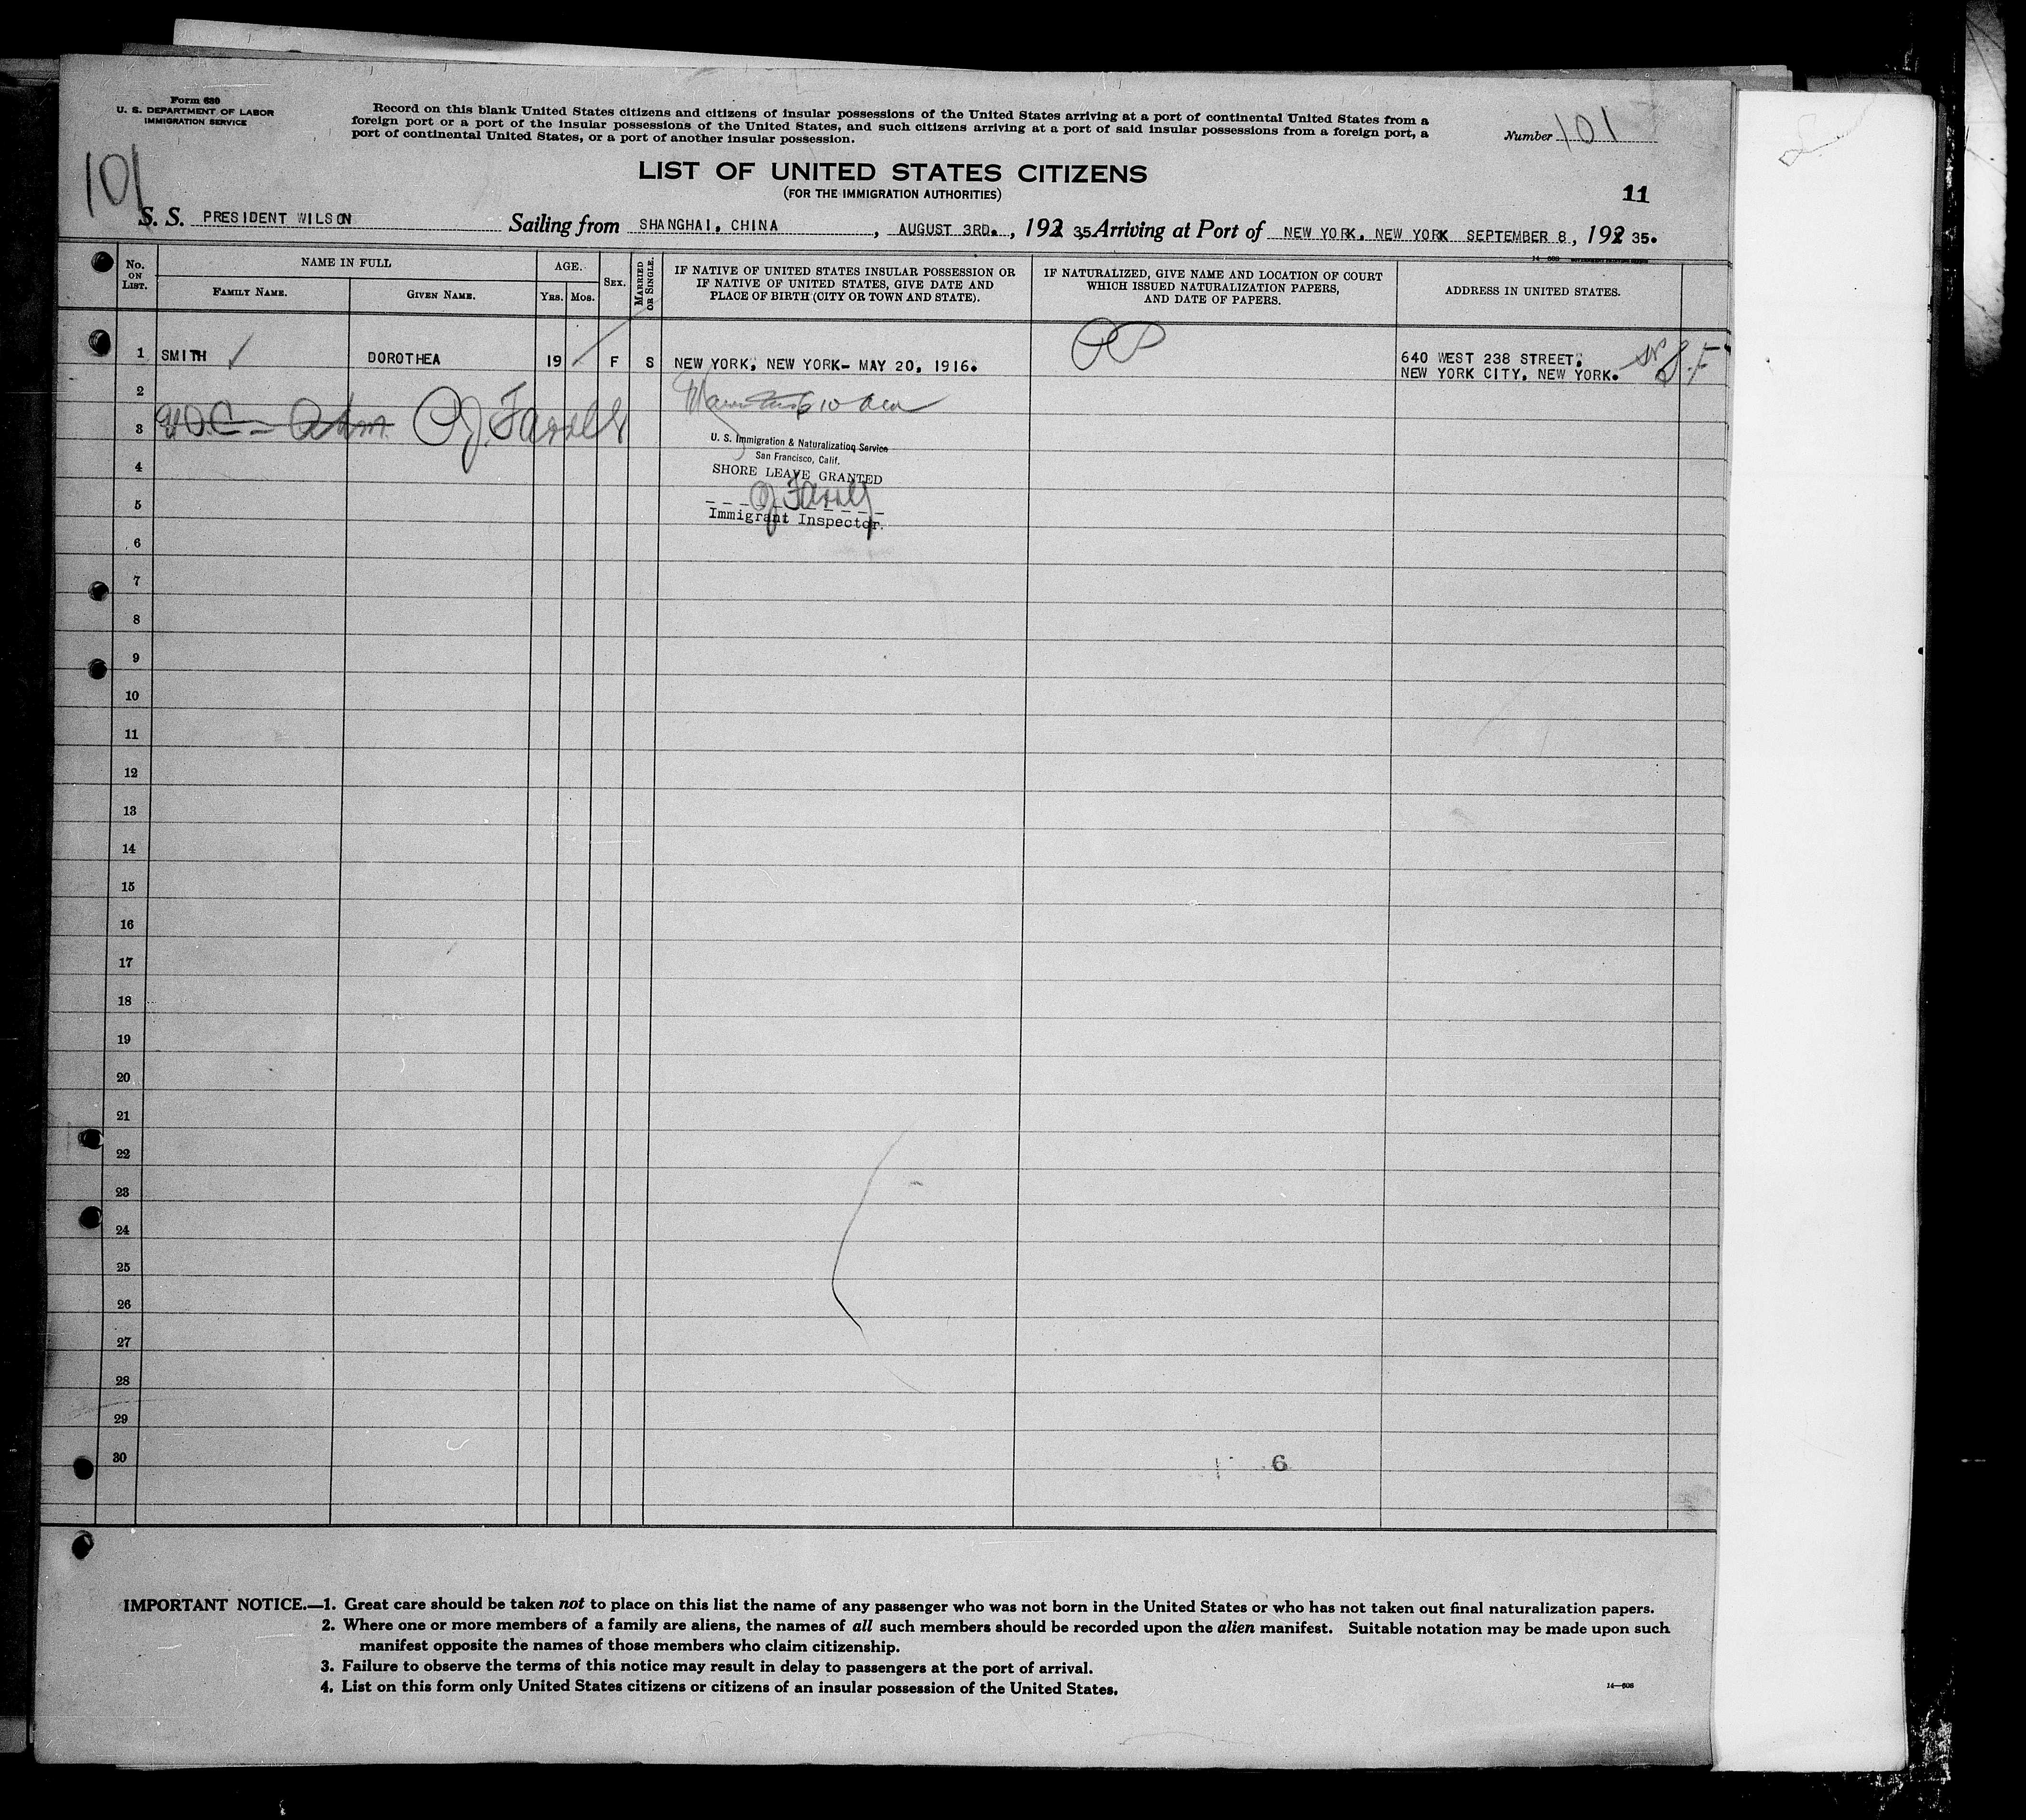 Form 630
U. S. DEPARTMENT OF LABOR
IMMIGRATION SERVICE
Record on this blank United States citizens and citizens of insular possessions of the United States arriving at a port of continental United States from a
foreign port or a port of the insular possessions of the United States, and such citizens arriving at a port of said insular possessions from a foreign port, a
port of continental United States, or a port of another insular possession.
Number 101
101
LIST OF UNITED STATES CITIZENS
(FOR THE IMMIGRATION AUTHORITIES)
11
S. S. PRESIDENT WILSON Sailing from SHANGHAI, CHINA, AUGUST 3RD., 192 35, Arriving at Port of NEW YORK, NEW YORK SEPTEMBER 8, 192 35.
No. ON LIST.
NAME IN FULL
FAMILY NAME.
GIVEN NAME.
AGE.
YRS. MOS.
SEX.
MARRIED OR SINGLE.
IF NATIVE OF UNITED STATES INSULAR POSSESSION OR
IF NATIVE OF UNITED STATES, GIVE DATE AND
PLACE OF BIRTH (CITY OR TOWN AND STATE).
IF NATURALIZED, GIVE NAME AND LOCATION OF COURT
WHICH ISSUED NATURALIZATION PAPERS,
AND DATE OF PAPERS.
ADDRESS IN UNITED STATES.
1 SMITH DOROTHEA 19 F S NEW YORK, NEW YORK- MAY 20, 1916. PP 640 WEST 238 STREET,
NEW YORK CITY, NEW YORK. S.F
2
3
U. S. Immigration & Naturalization Service
San Francisco, Calif.
4
SHORE LEAVE GRANTED
5
Immigrant Inspector.
6
7
8
9
10
11
12
13
14
15
16
17
18
19
20
21
22
23
24
25
26
27
28
29
30
6
IMPORTANT NOTICE.—1. Great care should be taken not to place on this list the name of any passenger who was not born in the United States or who has not taken out final naturalization papers.
2. Where one or more members of a family are aliens, the names of all such members should be recorded upon the alien manifest. Suitable notation may be made upon such
manifest opposite the names of those members who claim citizenship.
3. Failure to observe the terms of this notice may result in delay to passengers at the port of arrival.
4. List on this form only United States citizens or citizens of an insular possession of the United States.
14—608